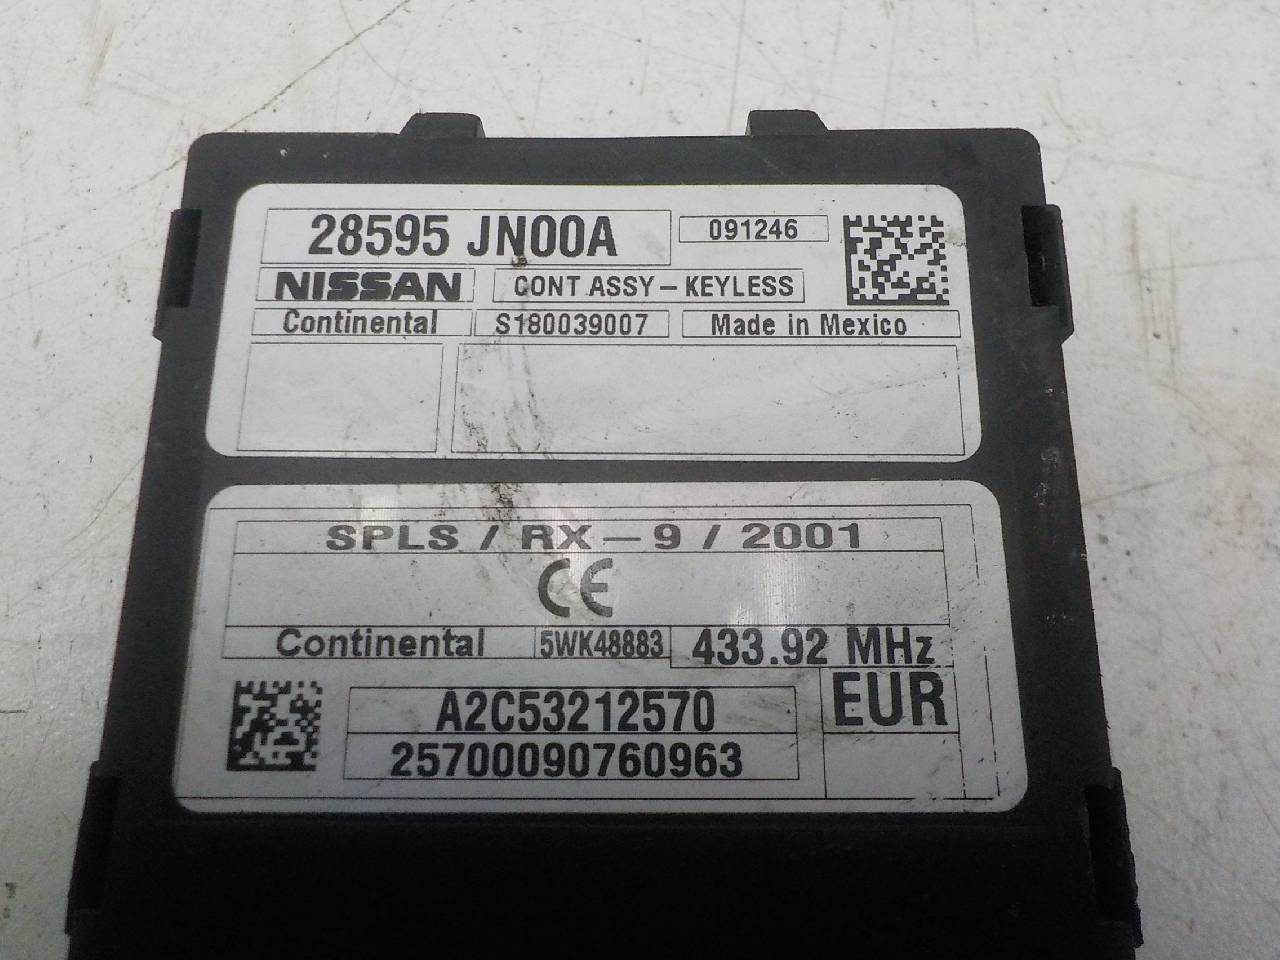 28595 JN00A 091246
NISSAN CONT ASSY-KEYLESS
Continental S180039007 Made in Mexico
SPLS / RX-9 / 2001
CE
Continental 5WK48883 433.92 MHz
A2C53212570 EUR
25700090760963